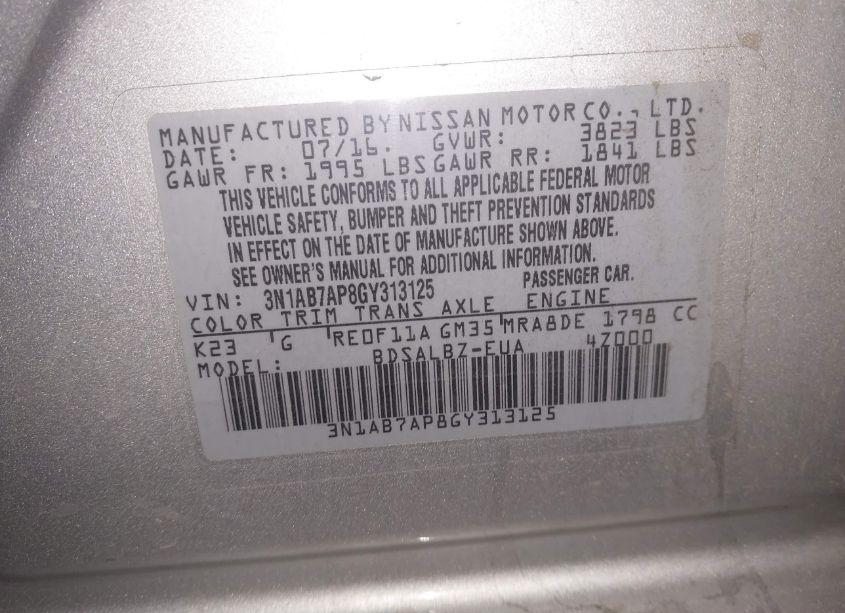 MANUFACTURED BY NISSAN MOTOR CO., LTD.
DATE: 07/16. GVWR: 3823 LBS
GAWR FR: 1995 LBS GAWR RR: 1841 LBS
THIS VEHICLE CONFORMS TO ALL APPLICABLE FEDERAL MOTOR
VEHICLE SAFETY, BUMPER AND THEFT PREVENTION STANDARDS
IN EFFECT ON THE DATE OF MANUFACTURE SHOWN ABOVE.
SEE OWNER'S MANUAL FOR ADDITIONAL INFORMATION.
VIN: 3N1AB7AP8GY313125 PASSENGER CAR.
COLOR TRIM TRANS AXLE ENGINE
K23 G RE0F11A GM35 MRA8DE 1798 CC
MODEL: BDSALBZ-EUA 4Z000
3N1AB7AP8GY313125